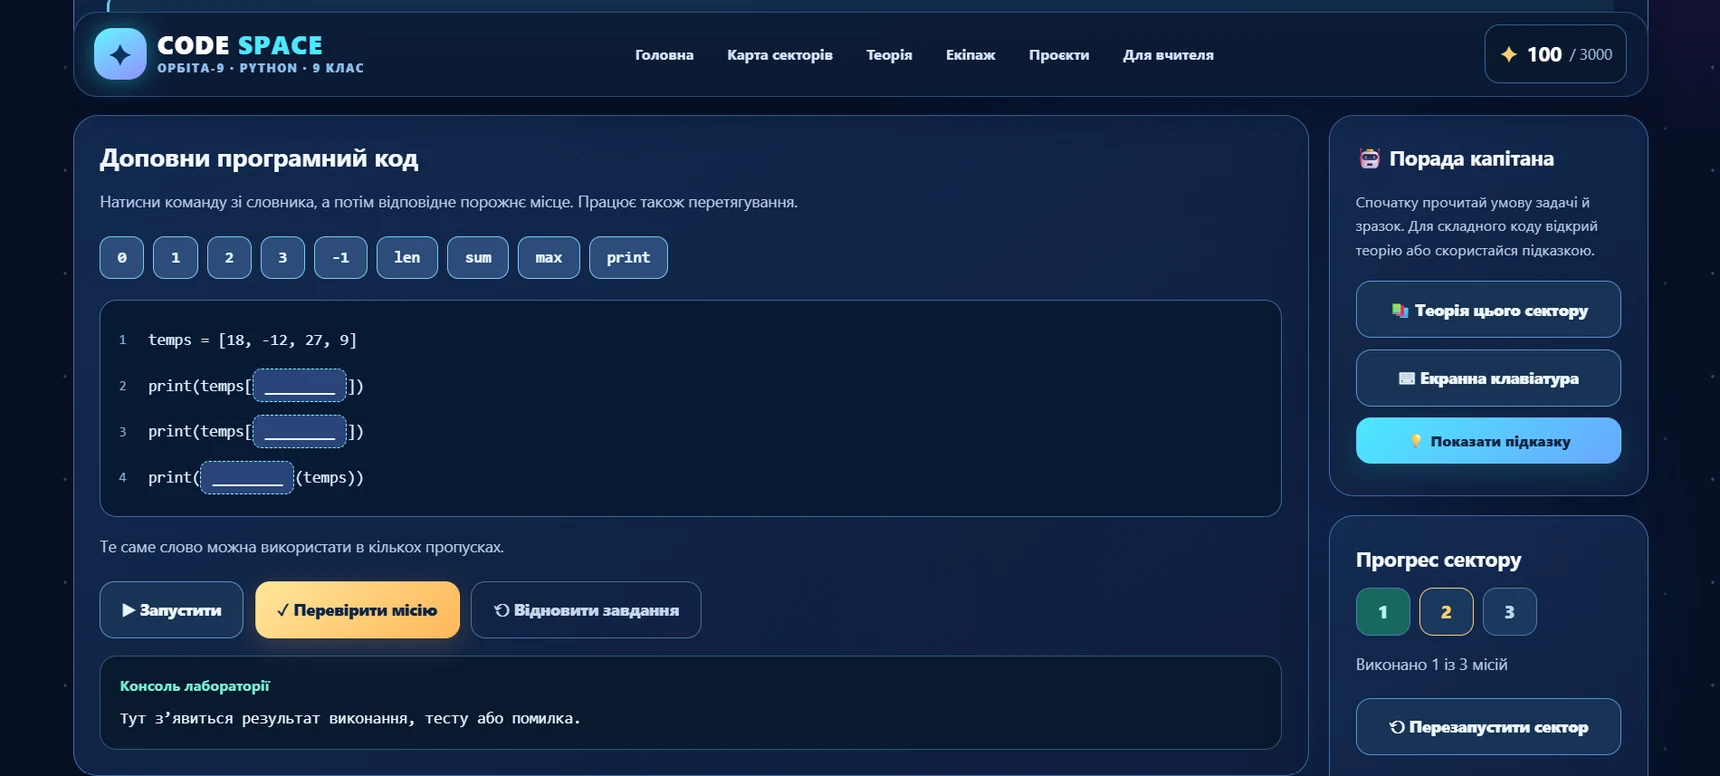 CODE SPACE
ОРБІТА-9 · PYTHON · 9 КЛАС
Головна
Карта секторів
Теорія
Екіпаж
Проєкти
Для вчителя
100 / 3000
Доповни програмний код
Натисни команду зі словника, а потім відповідне порожнє місце. Працює також перетягування.
0 1 2 3 -1 len sum max print
1 temps = [18, -12, 27, 9]
2 print(temps[________])
3 print(temps[________])
4 print(________(temps))
Те саме слово можна використати в кількох пропусках.
▶ Запустити
✓ Перевірити місію
Відновити завдання
Консоль лабораторії
Тут з’явиться результат виконання, тесту або помилка.
Порада капітана
Спочатку прочитай умову задачі й
зразок. Для складного коду відкрий
теорію або скористайся підказкою.
Теорія цього сектору
Екранна клавіатура
Показати підказку
Прогрес сектору
1 2 3
Виконано 1 із 3 місій
Перезапустити сектор